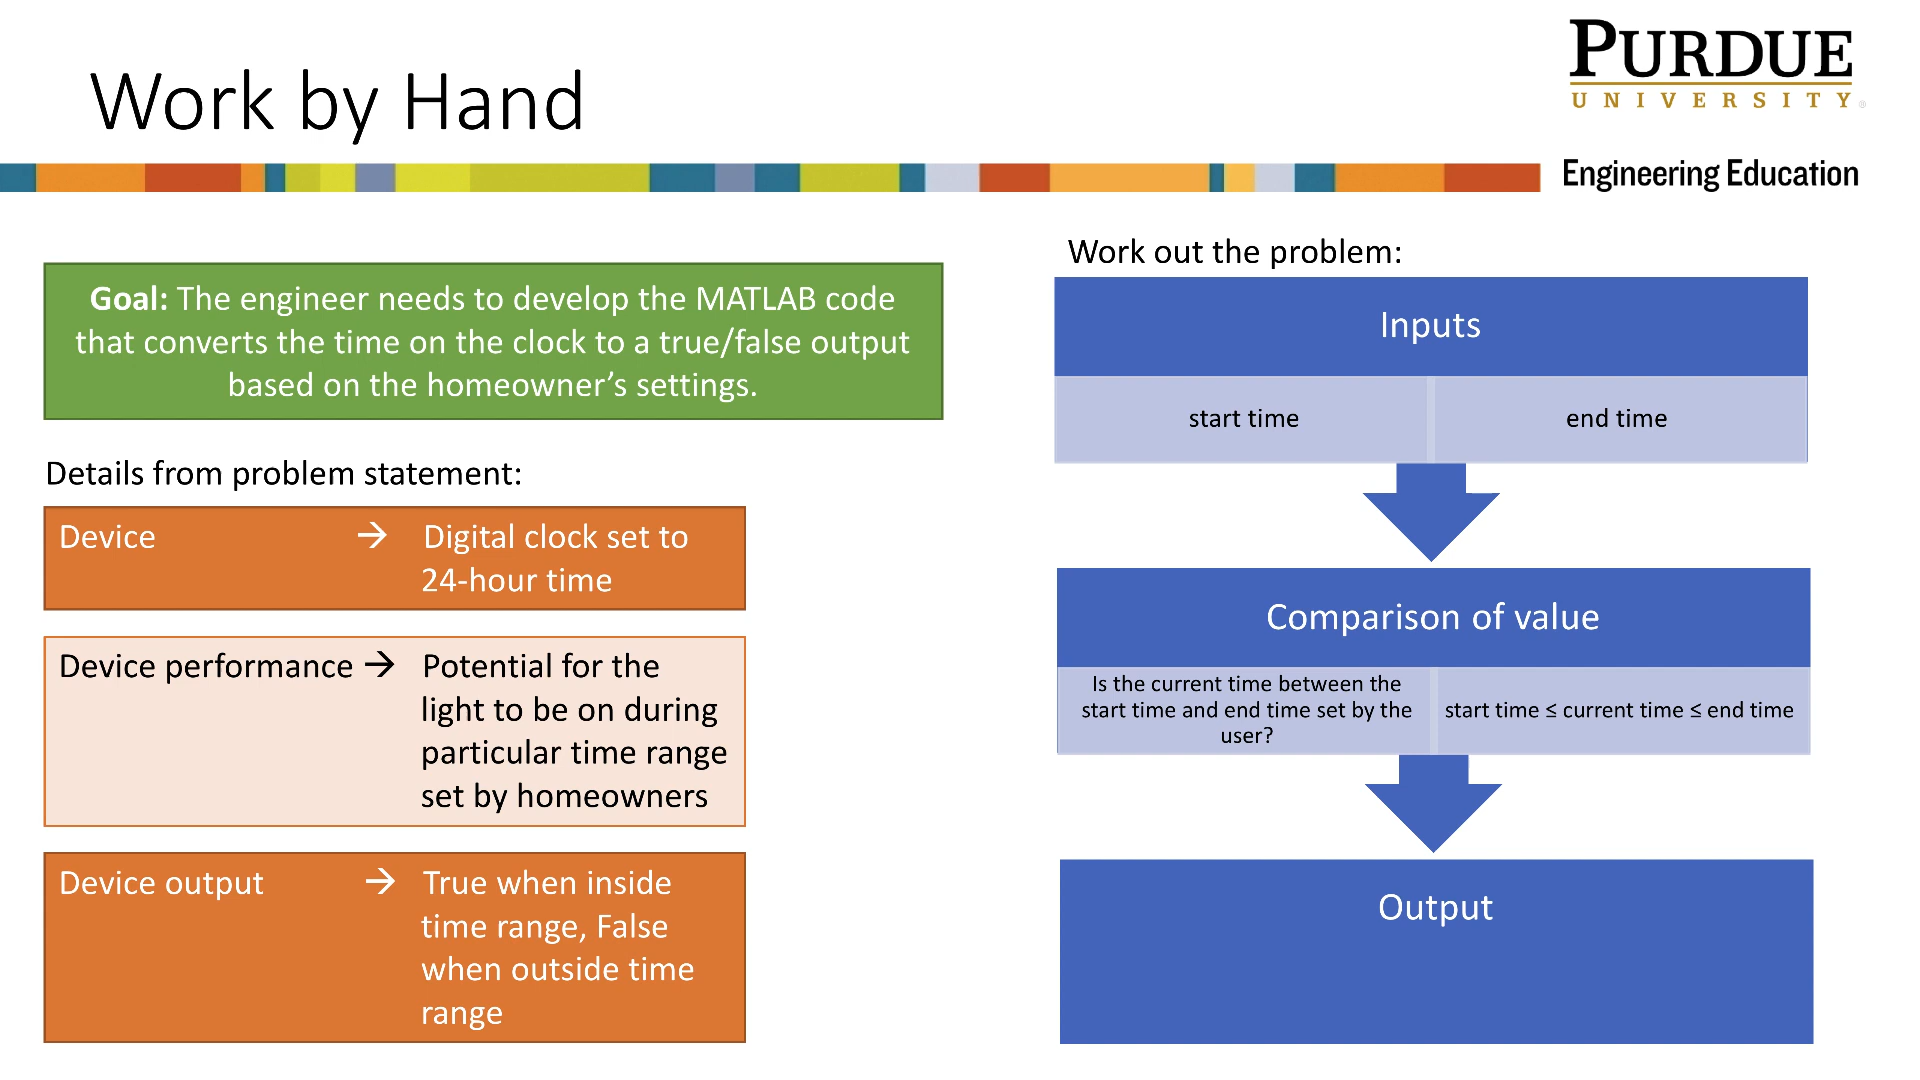 Work by Hand
PURDUE
UNIVERSITY®
Engineering Education
Goal: The engineer needs to develop the MATLAB code
that converts the time on the clock to a true/false output
based on the homeowner’s settings.
Details from problem statement:
Device → Digital clock set to
24-hour time
Device performance → Potential for the
light to be on during
particular time range
set by homeowners
Device output → True when inside
time range, False
when outside time
range
Work out the problem:
Inputs
start time
end time
Comparison of value
Is the current time between the
start time and end time set by the
user?
start time ≤ current time ≤ end time
Output